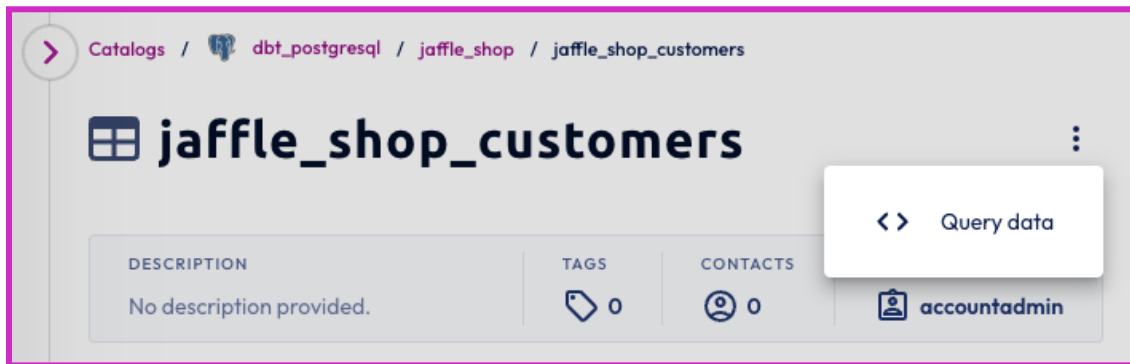 Catalogs / dbt_postgresql / jaffle_shop / jaffle_shop_customers
jaffle_shop_customers
Query data
DESCRIPTION TAGS CONTACTS
No description provided. 0 0 accountadmin